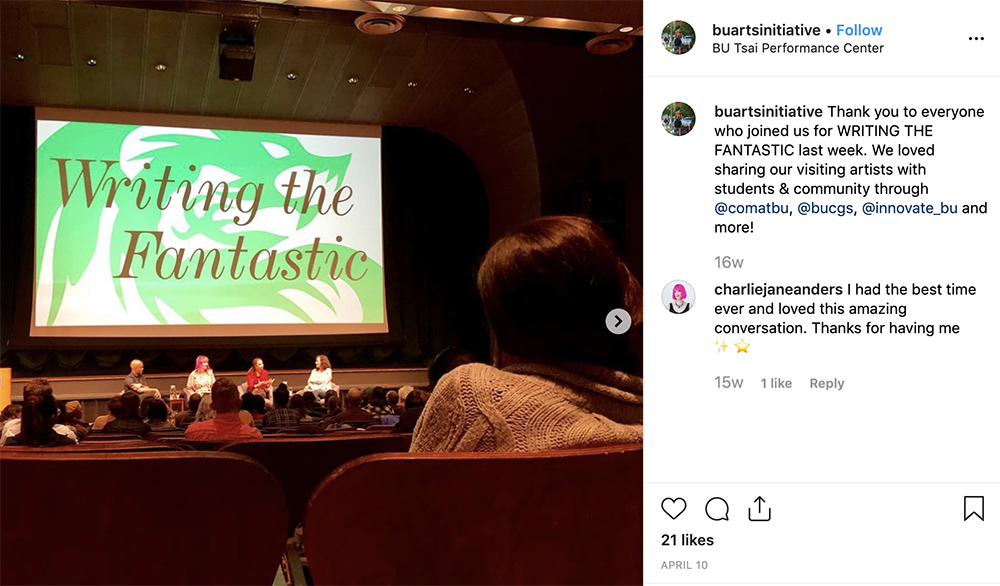 Writing the
Fantastic
buartsinitiative • Follow
BU Tsai Performance Center
buartsinitiative Thank you to everyone
who joined us for WRITING THE
FANTASTIC last week. We loved
sharing our visiting artists with
students & community through
@comatbu, @bucgs, @innovate_bu and
more!
16w
charliejaneanders I had the best time
ever and loved this amazing
conversation. Thanks for having me
✨ ⭐
15w 1 like Reply
21 likes
APRIL 10